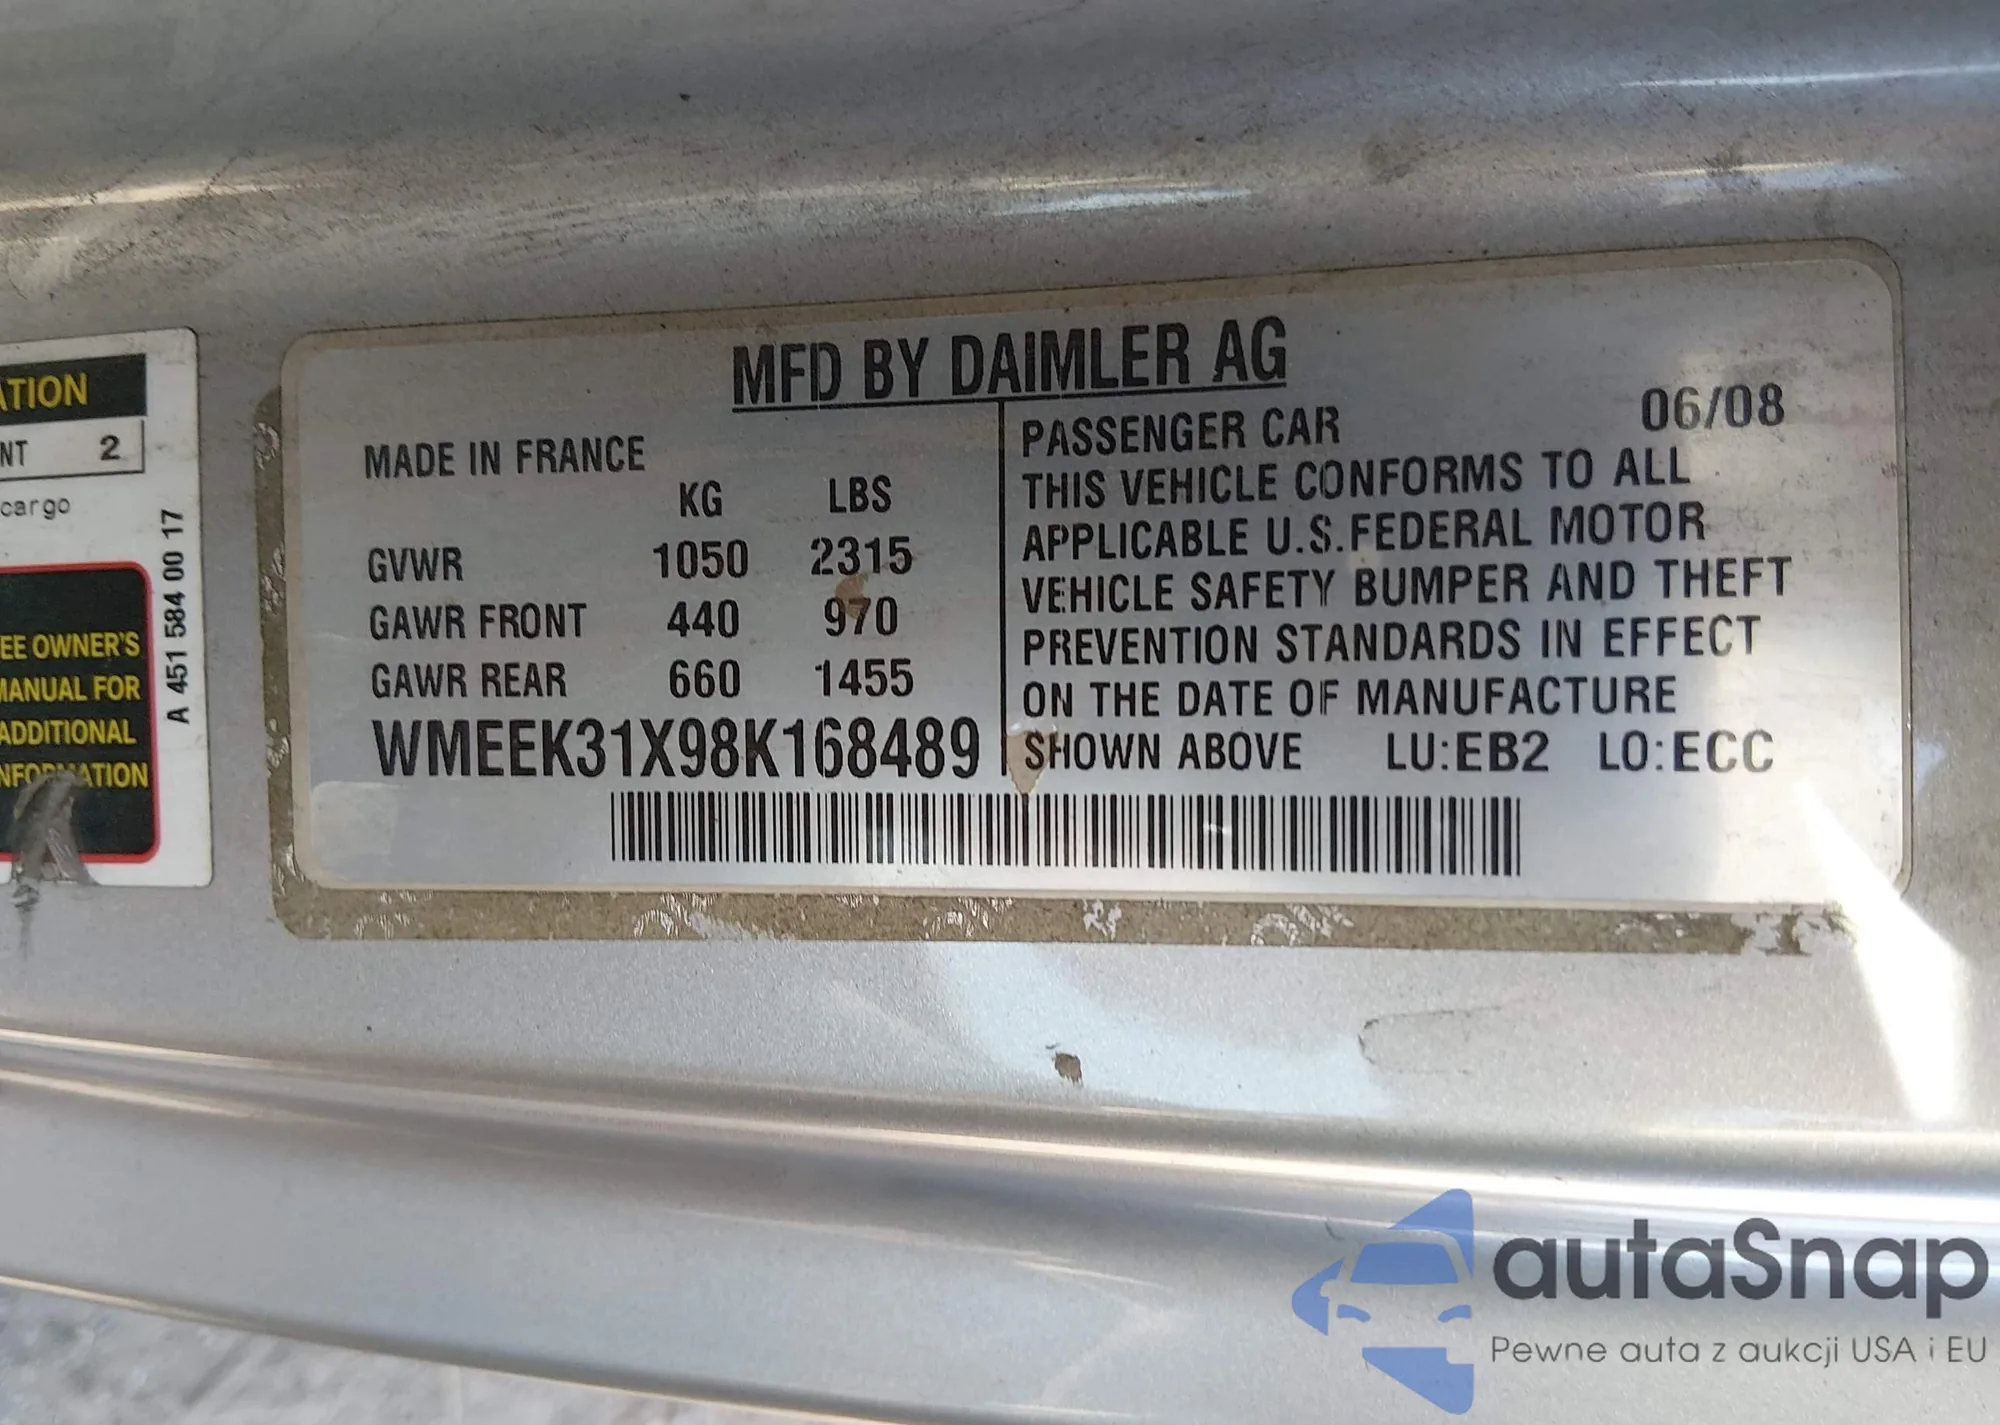 ATION
NT 2
cargo
EE OWNER'S
MANUAL FOR
ADDITIONAL
A 451 584 00 17
MFD BY DAIMLER AG
MADE IN FRANCE
KG LBS
GVWR 1050 2315
GAWR FRONT 440 970
GAWR REAR 660 1455
WMEEK31X98K168489
PASSENGER CAR 06/08
THIS VEHICLE CONFORMS TO ALL
APPLICABLE U.S.FEDERAL MOTOR
VEHICLE SAFETY BUMPER AND THEFT
PREVENTION STANDARDS IN EFFECT
ON THE DATE OF MANUFACTURE
SHOWN ABOVE LU:EB2 LO:ECC
autaSnap
Pewne auta z aukcji USA i EU